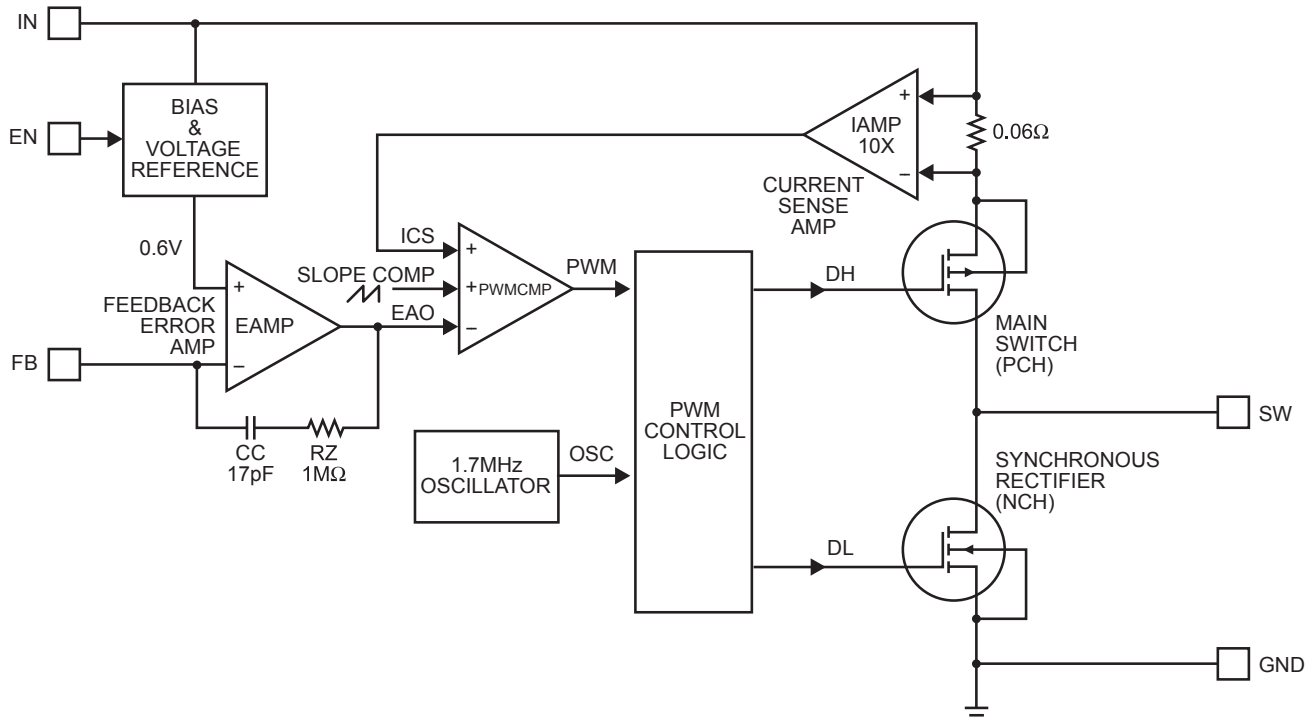 IN
BIAS
&
VOLTAGE
REFERENCE
EN
+
IAMP
10X
–
0.06Ω
CURRENT
SENSE
AMP
0.6V
ICS
+
SLOPE COMP
+ PWMCMP
PWM
EAO
–
DH
FEEDBACK
ERROR
AMP
+
EAMP
–
FB
MAIN
SWITCH
(PCH)
CC
17pF
RZ
1MΩ
1.7MHz
OSCILLATOR
OSC
PWM
CONTROL
LOGIC
SW
SYNCHRONOUS
RECTIFIER
(NCH)
DL
GND